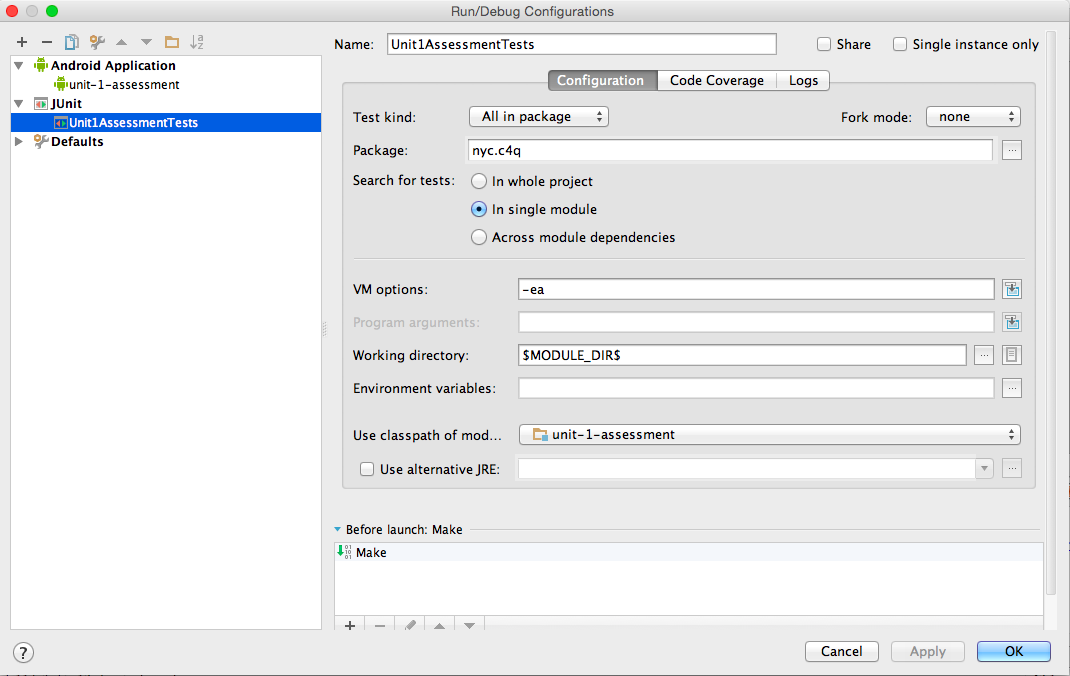 Run/Debug Configurations
Name: Unit1AssessmentTests Share Single instance only
Android Application
unit-1-assessment
JUnit
Unit1AssessmentTests
Defaults
Configuration Code Coverage Logs
Test kind: All in package Fork mode: none
Package: nyc.c4q ...
Search for tests: In whole project
In single module
Across module dependencies
VM options: -ea
Program arguments:
Working directory: $MODULE_DIR$ ...
Environment variables: ...
Use classpath of mod... unit-1-assessment
Use alternative JRE: ...
Before launch: Make
Make
? Cancel Apply OK